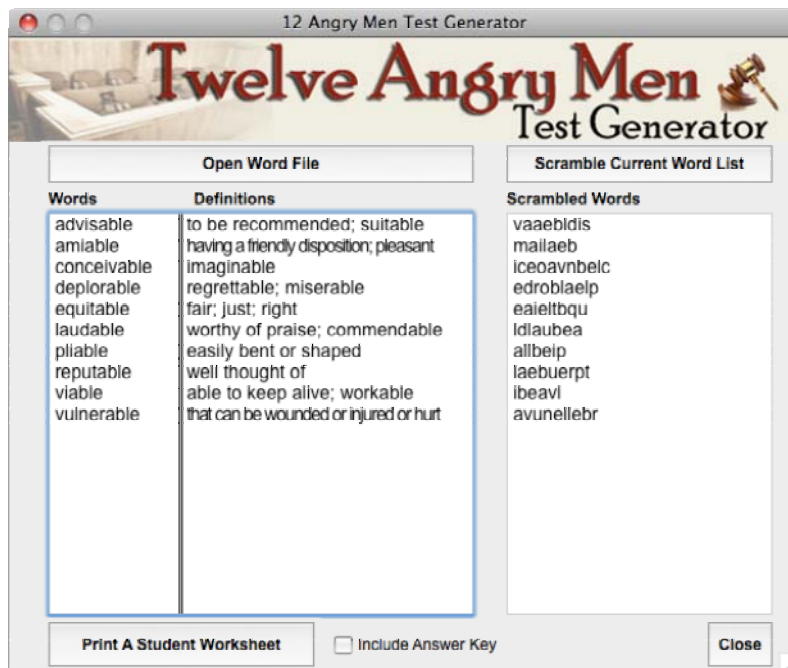 12 Angry Men Test Generator
Twelve Angry Men
Test Generator
Open Word File
Scramble Current Word List
Words Definitions Scrambled Words
advisable to be recommended; suitable vaaebldis
amiable having a friendly disposition; pleasant mailaeb
conceivable imaginable iceoavnbelc
deplorable regrettable; miserable edroblaelp
equitable fair; just; right eaieltbqu
laudable worthy of praise; commendable ldlaubea
pliable easily bent or shaped allbeip
reputable well thought of laebuerpt
viable able to keep alive; workable ibeavl
vulnerable that can be wounded or injured or hurt avunellebr
Print A Student Worksheet Include Answer Key Close